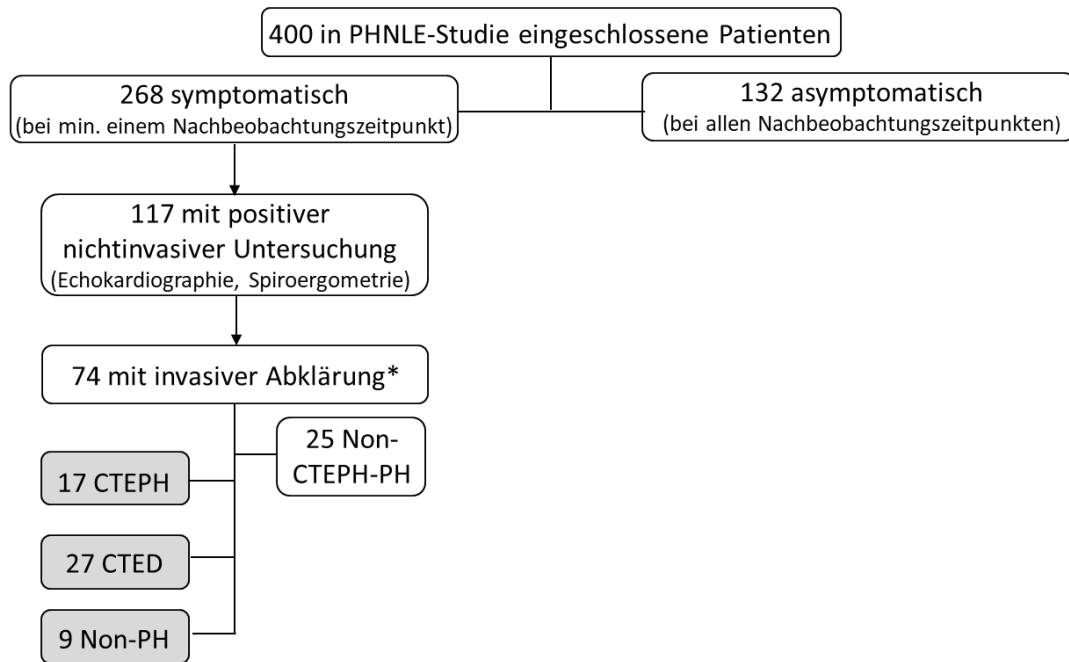 400 in PHNLE-Studie eingeschlossene Patienten
268 symptomatisch
(bei min. einem Nachbeobachtungszeitpunkt)
132 asymptomatisch
(bei allen Nachbeobachtungszeitpunkten)
117 mit positiver
nichtinvasiver Untersuchung
(Echokardiographie, Spiroergometrie)
74 mit invasiver Abklärung*
25 Non-
CTEPH-PH
17 CTEPH
27 CTED
9 Non-PH